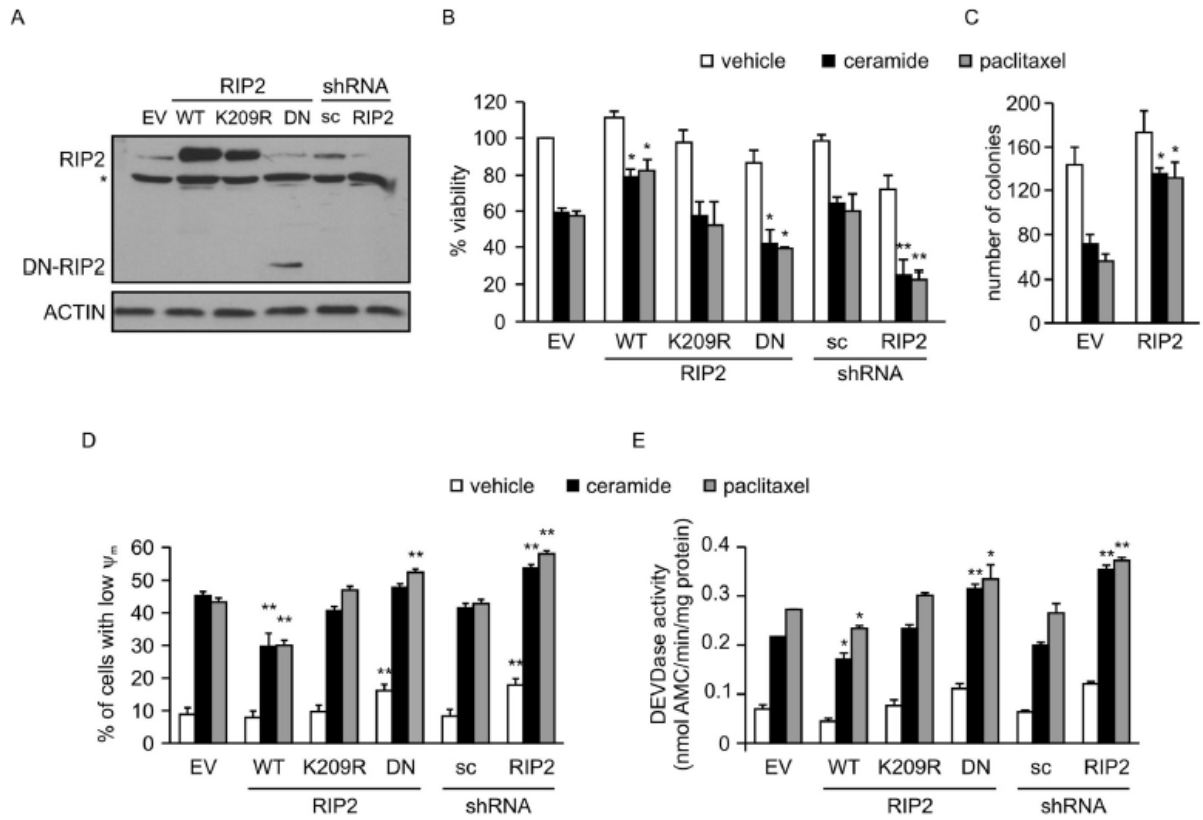 A
RIP2 shRNA
EV WT K209R DN sc RIP2
RIP2
*
DN-RIP2
ACTIN
B
C
vehicle ceramide paclitaxel
% viability
120
100
80
60
40
20
0
* * * * ** **
EV WT K209R DN sc RIP2
RIP2 shRNA
number of colonies
200
160
120
80
40
0
* *
EV RIP2
D
E
vehicle ceramide paclitaxel
% of cells with low ψm
60
50
40
30
20
10
0
** ** ** ** ** ** **
EV WT K209R DN sc RIP2
RIP2 shRNA
DEVDase activity
(nmol AMC/min/mg protein)
0.4
0.3
0.2
0.1
0
* * ** * ** **
EV WT K209R DN sc RIP2
RIP2 shRNA